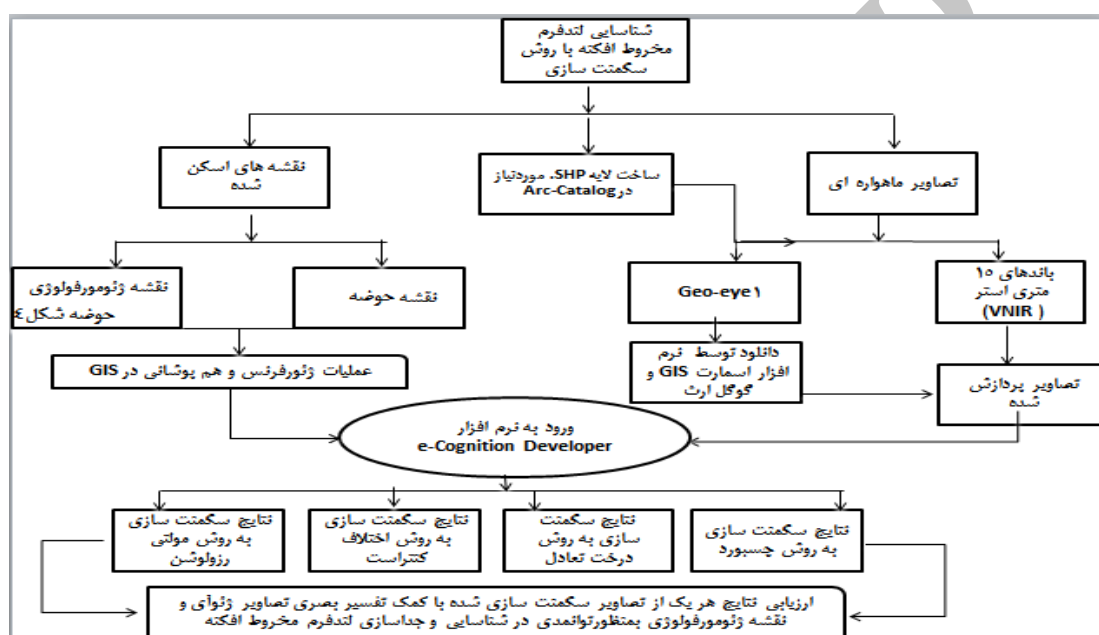 شناسایی لندفرم
مخروط افکنه با روش
سگمنت سازی
تصاویر ماهواره ای
ساخت لایه SHP. موردنیاز
در Arc-Catalog
نقشه های اسکن
شده
باندهای ۱۵
متری استر
(VNIR )
Geo-eye۱
نقشه حوضه
نقشه ژئومورفولوژی
حوضه شکل٤
تصاویر پردازش
شده
دانلود توسط نرم
افزار اسمارت GIS و
گوگل ارث
عملیات ژئورفرنس و هم پوشانی در GIS
ورود به نرم افزار
e-Cognition Developer
نتایج سگمنت سازی
به روش چسبورد
نتایج سگمنت
سازی به روش
درخت تعادل
نتایج سگمنت سازی
به روش اختلاف
کنتراست
نتایج سگمنت سازی
به روش مولتی
رزولوشن
ارزیابی نتایج هر یک از تصاویر سگمنت سازی شده با کمک تفسیر بصری تصاویر ژئوآی و
نقشه ژئومورفولوژی بمنظورتوانمدی در شناسایی و جداسازی لندفرم مخروط افکنه